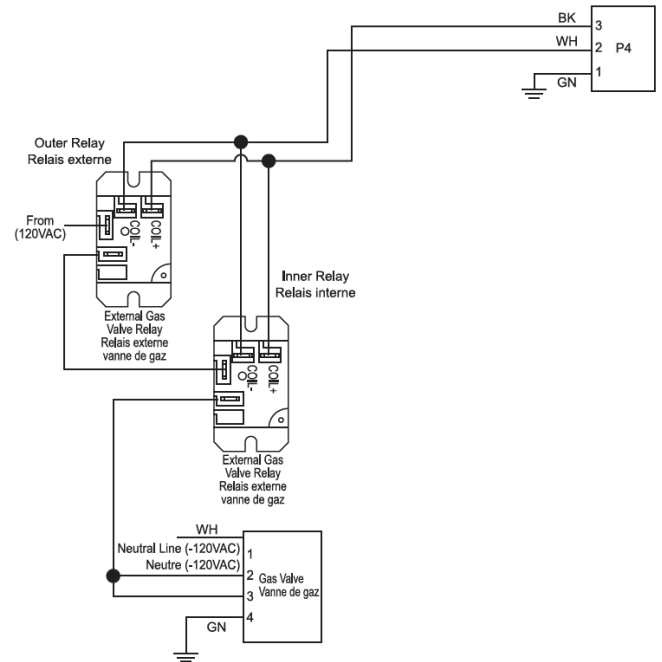 BK
3
WH
2
P4
1
GN
Outer Relay
Relais externe
COIL-
COIL+
From
(120VAC)
Inner Relay
Relais interne
External Gas
Valve Relay
Relais externe
vanne de gaz
COIL-
COIL+
External Gas
Valve Relay
Relais externe
vanne de gaz
WH
Neutral Line (-120VAC)
1
Neutre (-120VAC)
2
Gas Valve
Vanne de gaz
3
4
GN